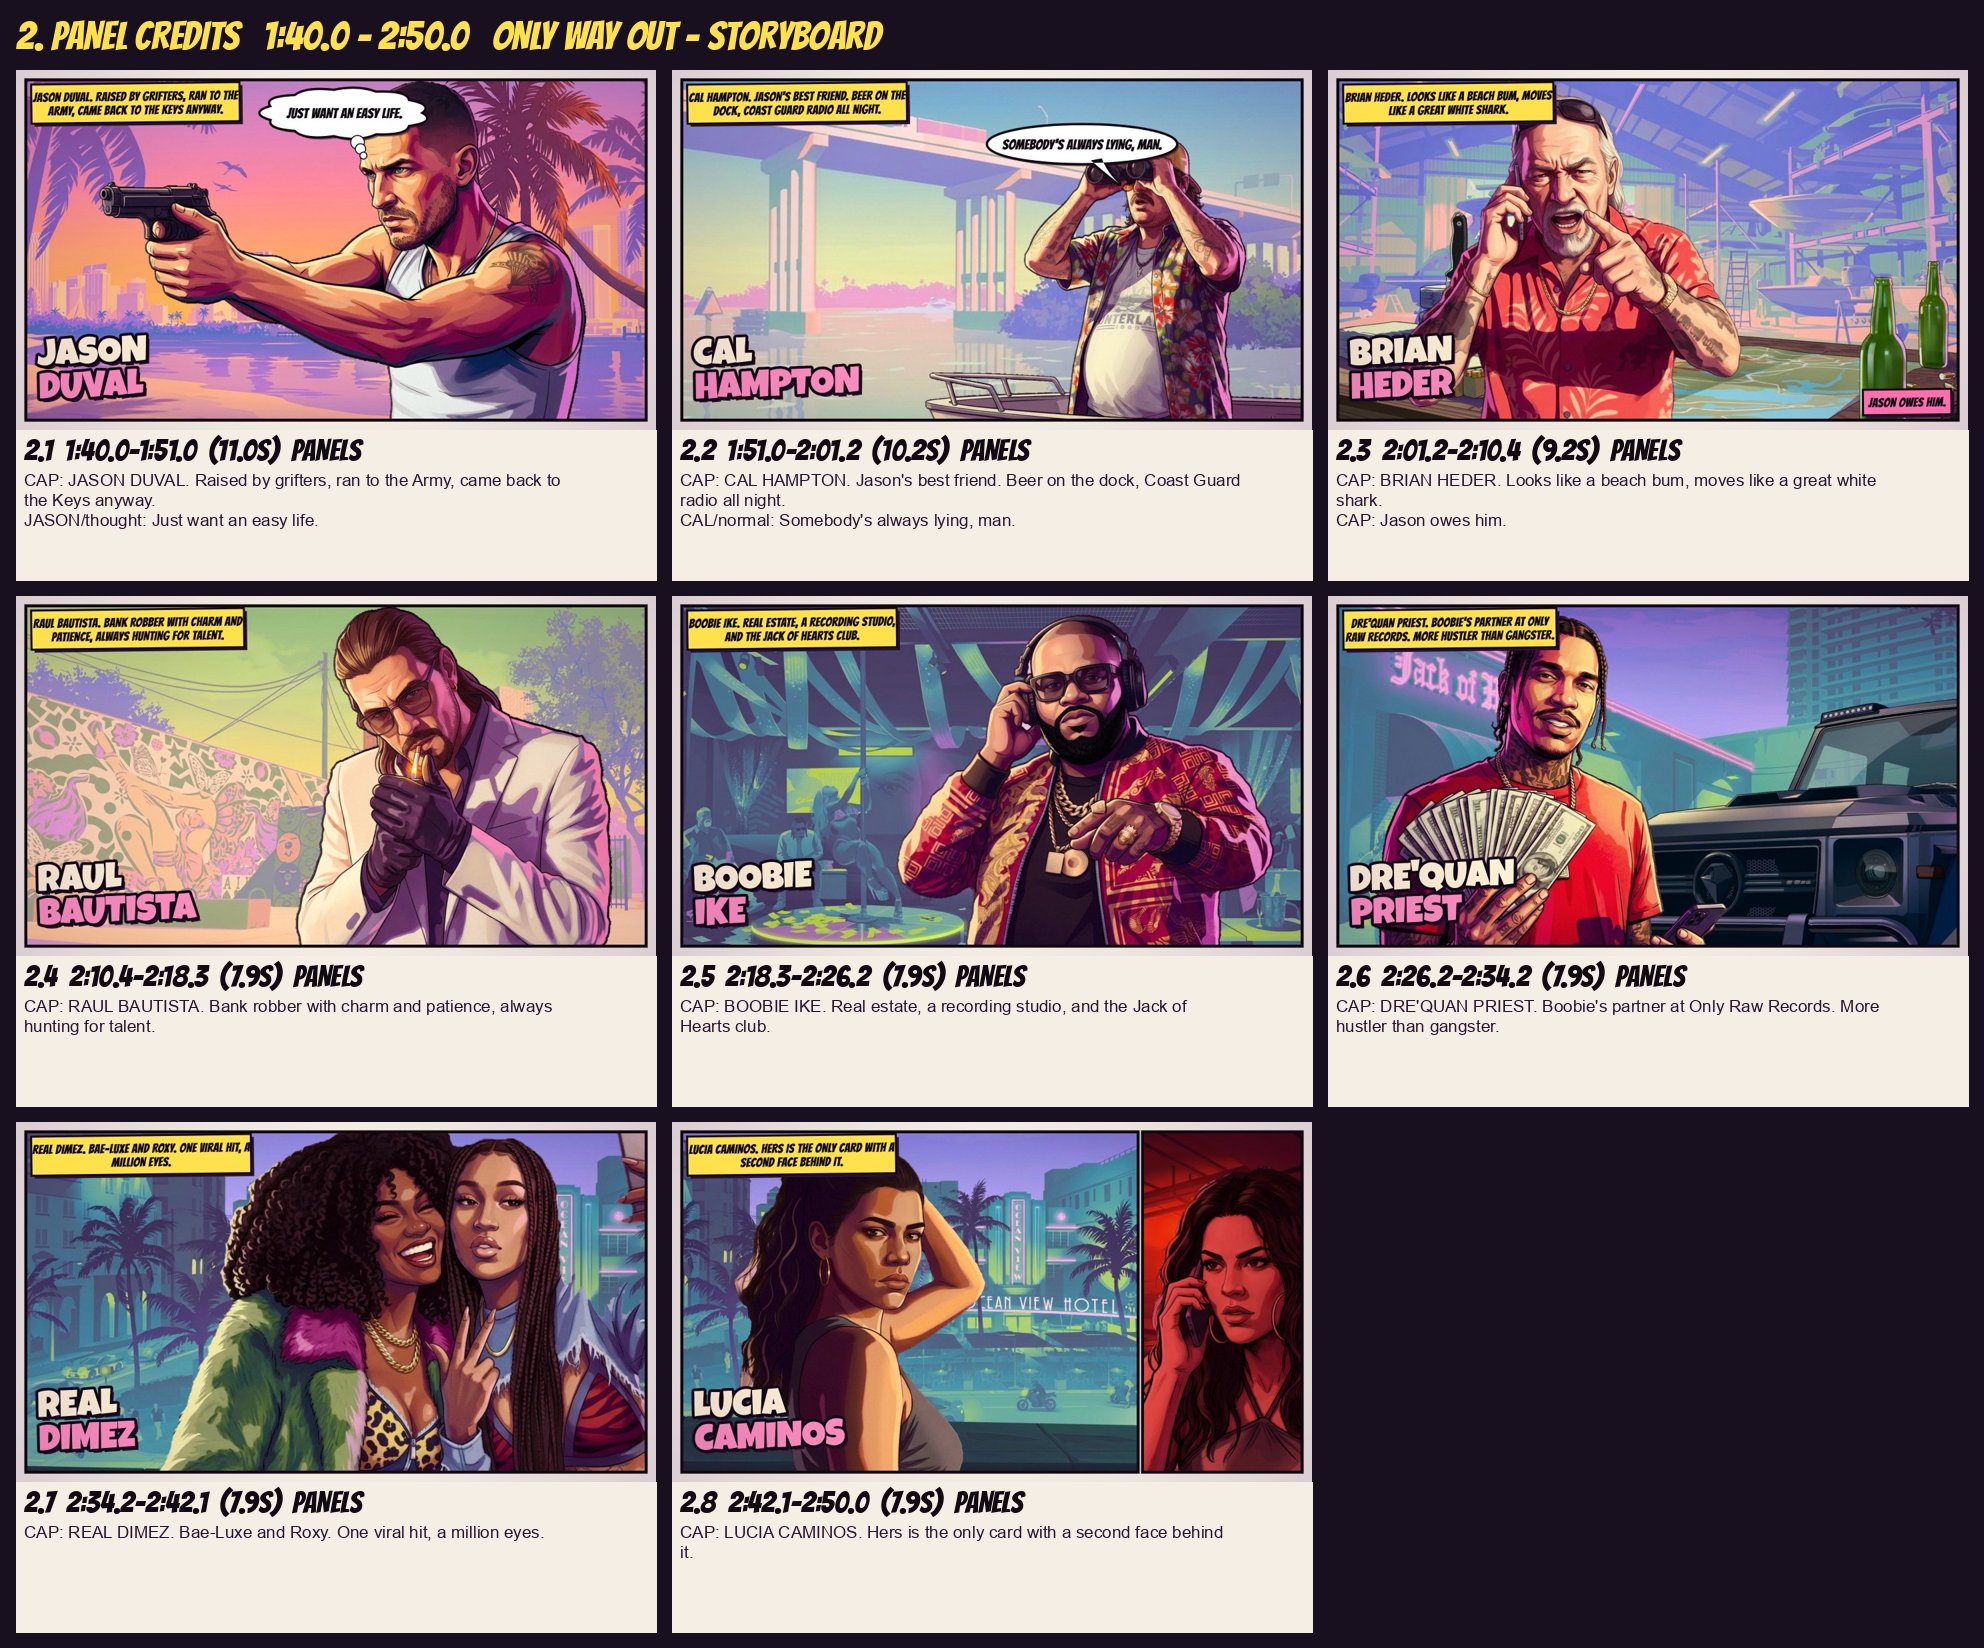 2. PANEL CREDITS 1:40.0 - 2:50.0 ONLY WAY OUT - STORYBOARD
JASON DUVAL. RAISED BY GRIFTERS, RAN TO THE
ARMY, CAME BACK TO THE KEYS ANYWAY.
JUST WANT AN EASY LIFE.
JASON
DUVAL
2.1 1:40.0-1:51.0 (11.0S) PANELS
CAP: JASON DUVAL. Raised by grifters, ran to the Army, came back to
the Keys anyway.
JASON/thought: Just want an easy life.
CAL HAMPTON. JASON'S BEST FRIEND. BEER ON THE
DOCK, COAST GUARD RADIO ALL NIGHT.
SOMEBODY'S ALWAYS LYING, MAN.
CAL
HAMPTON
2.2 1:51.0-2:01.2 (10.2S) PANELS
CAP: CAL HAMPTON. Jason's best friend. Beer on the dock, Coast Guard
radio all night.
CAL/normal: Somebody's always lying, man.
BRIAN HEDER. LOOKS LIKE A BEACH BUM, MOVES
LIKE A GREAT WHITE SHARK.
BRIAN
HEDER
JASON OWES HIM.
2.3 2:01.2-2:10.4 (9.2S) PANELS
CAP: BRIAN HEDER. Looks like a beach bum, moves like a great white
shark.
CAP: Jason owes him.
RAUL BAUTISTA. BANK ROBBER WITH CHARM AND
PATIENCE, ALWAYS HUNTING FOR TALENT.
RAUL
BAUTISTA
2.4 2:10.4-2:18.3 (7.9S) PANELS
CAP: RAUL BAUTISTA. Bank robber with charm and patience, always
hunting for talent.
BOOBIE IKE. REAL ESTATE, A RECORDING STUDIO,
AND THE JACK OF HEARTS CLUB.
BOOBIE
IKE
2.5 2:18.3-2:26.2 (7.9S) PANELS
CAP: BOOBIE IKE. Real estate, a recording studio, and the Jack of
Hearts club.
DRE'QUAN PRIEST. BOOBIE'S PARTNER AT ONLY
RAW RECORDS. MORE HUSTLER THAN GANGSTER.
Jack of H
DRE'QUAN
PRIEST
2.6 2:26.2-2:34.2 (7.9S) PANELS
CAP: DRE'QUAN PRIEST. Boobie's partner at Only Raw Records. More
hustler than gangster.
REAL DIMEZ. BAE-LUXE AND ROXY. ONE VIRAL HIT, A
MILLION EYES.
OCEAN VI
REAL
DIMEZ
2.7 2:34.2-2:42.1 (7.9S) PANELS
CAP: REAL DIMEZ. Bae-Luxe and Roxy. One viral hit, a million eyes.
LUCIA CAMINOS. HERS IS THE ONLY CARD WITH A
SECOND FACE BEHIND IT.
OCEAN VIEW
OCEAN VIEW HOTEL
LUCIA
CAMINOS
2.8 2:42.1-2:50.0 (7.9S) PANELS
CAP: LUCIA CAMINOS. Hers is the only card with a second face behind
it.